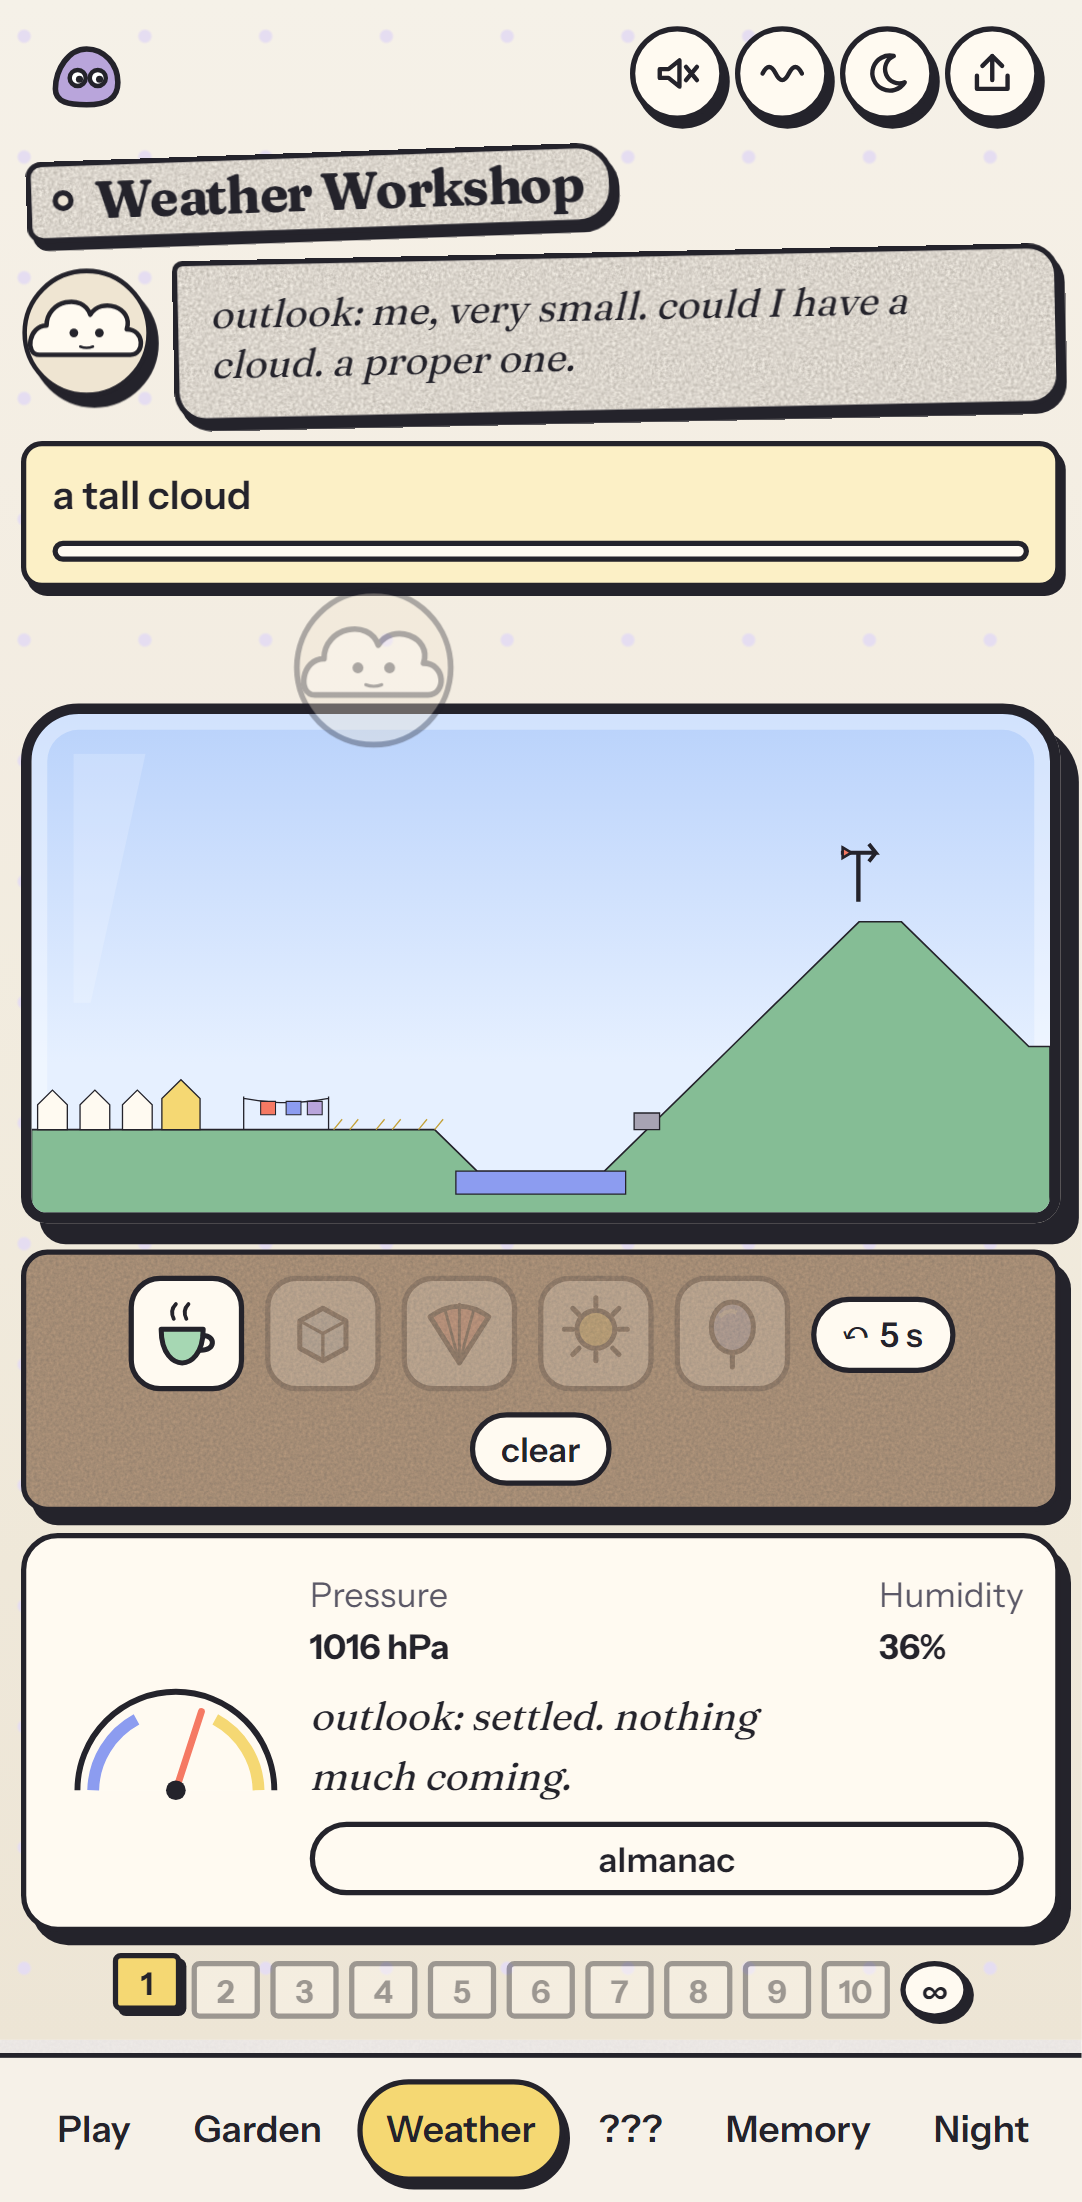 Weather Workshop
outlook: me, very small. could I have a
cloud. a proper one.
a tall cloud
5 s
clear
Pressure
Humidity
1016 hPa
36%
outlook: settled. nothing
much coming.
almanac
1 2 3 4 5 6 7 8 9 10 ∞
Play Garden Weather ??? Memory Night